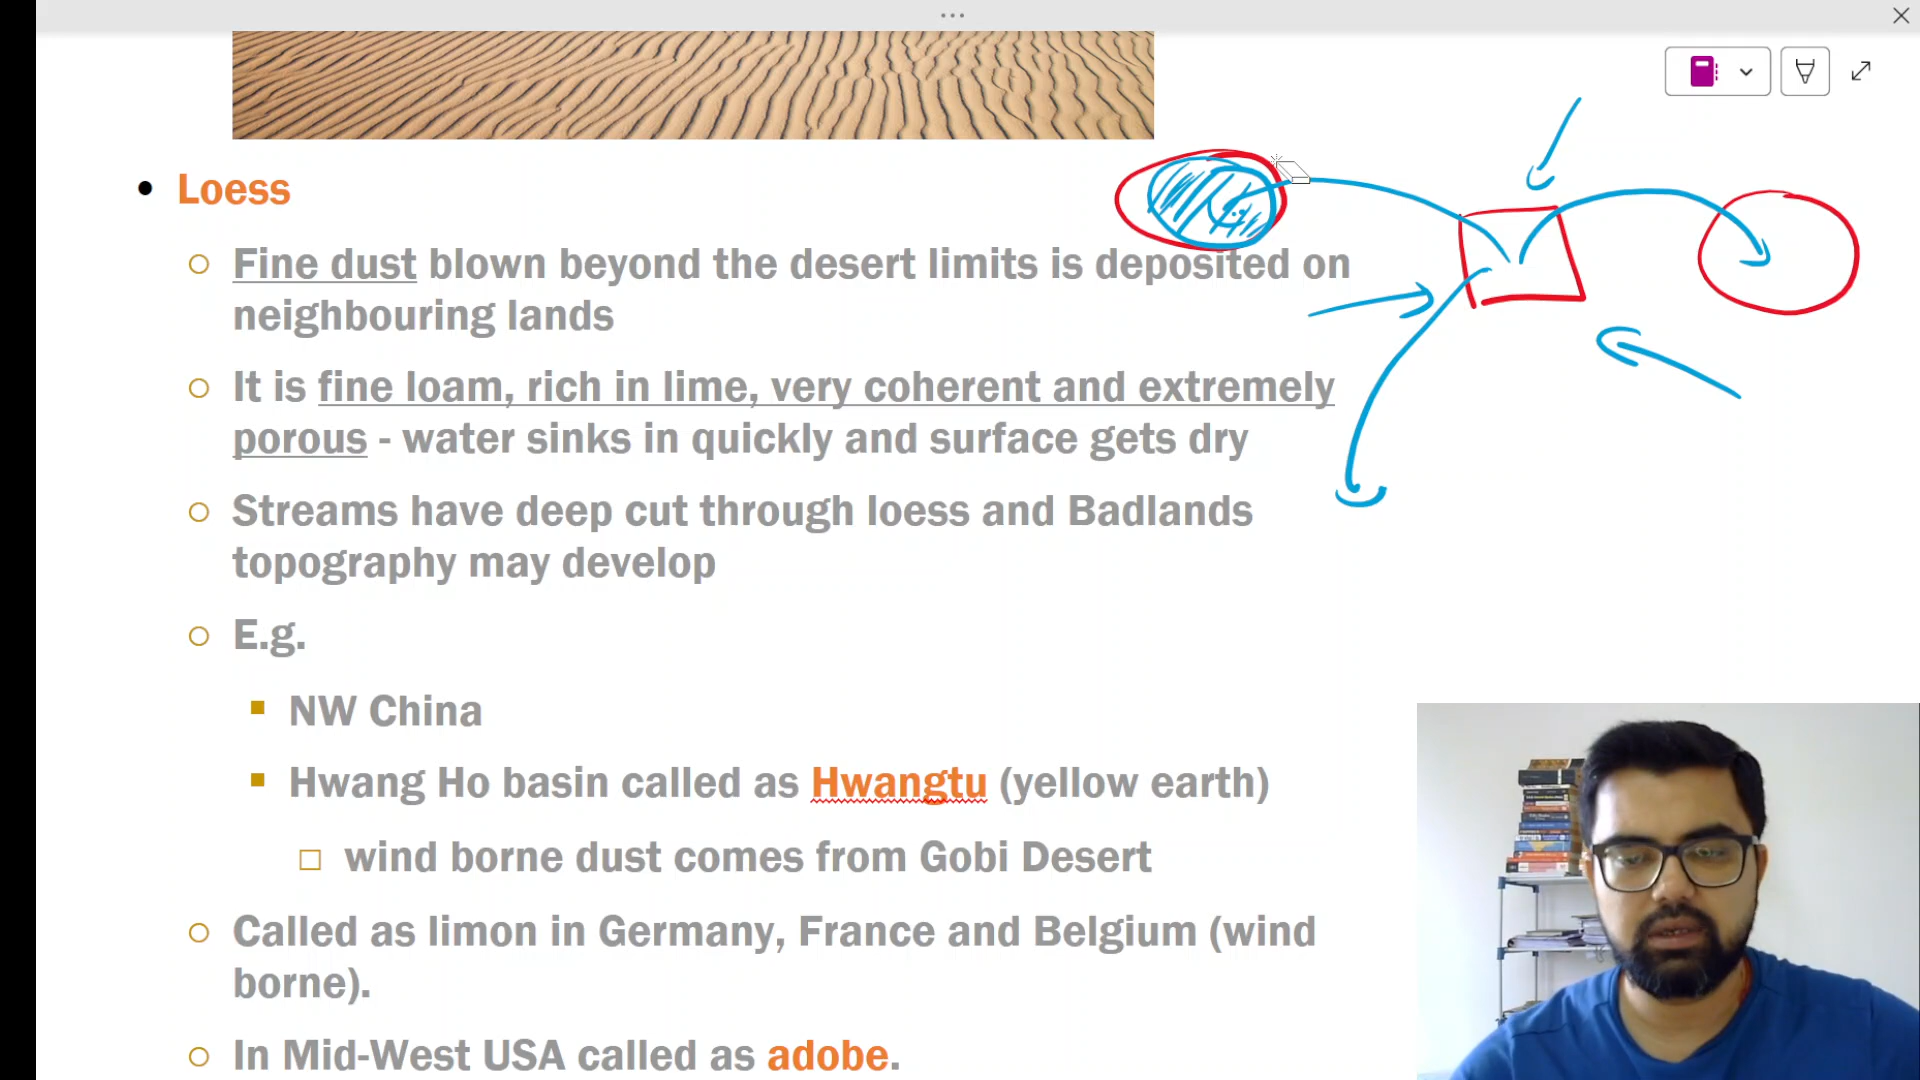 Loess
Fine dust blown beyond the desert limits is deposited on
neighbouring lands
It is fine loam, rich in lime, very coherent and extremely
porous - water sinks in quickly and surface gets dry
Streams have deep cut through loess and Badlands
topography may develop
E.g.
NW China
Hwang Ho basin called as Hwangtu (yellow earth)
wind borne dust comes from Gobi Desert
Called as limon in Germany, France and Belgium (wind
borne).
In Mid-West USA called as adobe.